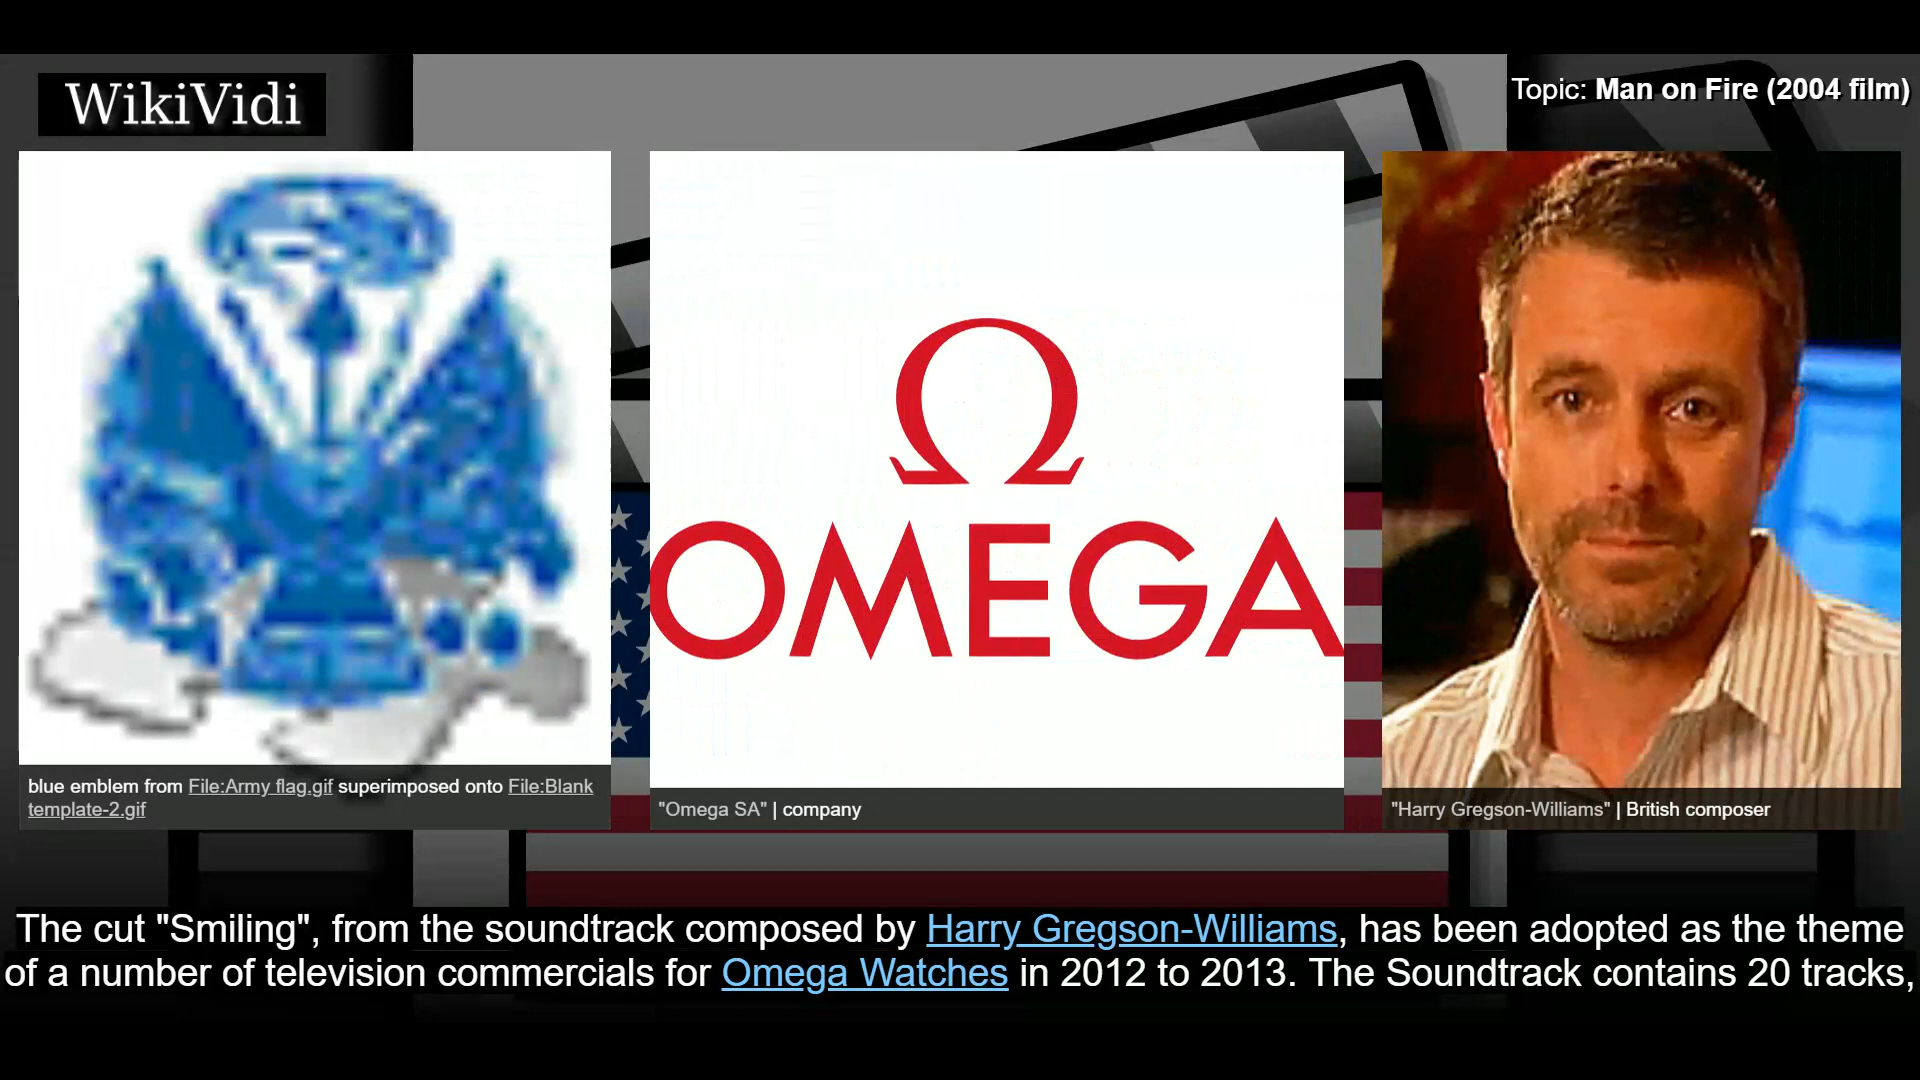 WikiVidi
Topic: Man on Fire (2004 film)
Ω
OMEGA
blue emblem from File:Army flag.gif superimposed onto File:Blank
template-2.gif
"Omega SA" | company
"Harry Gregson-Williams" | British composer
The cut "Smiling", from the soundtrack composed by Harry Gregson-Williams, has been adopted as the theme
of a number of television commercials for Omega Watches in 2012 to 2013. The Soundtrack contains 20 tracks,